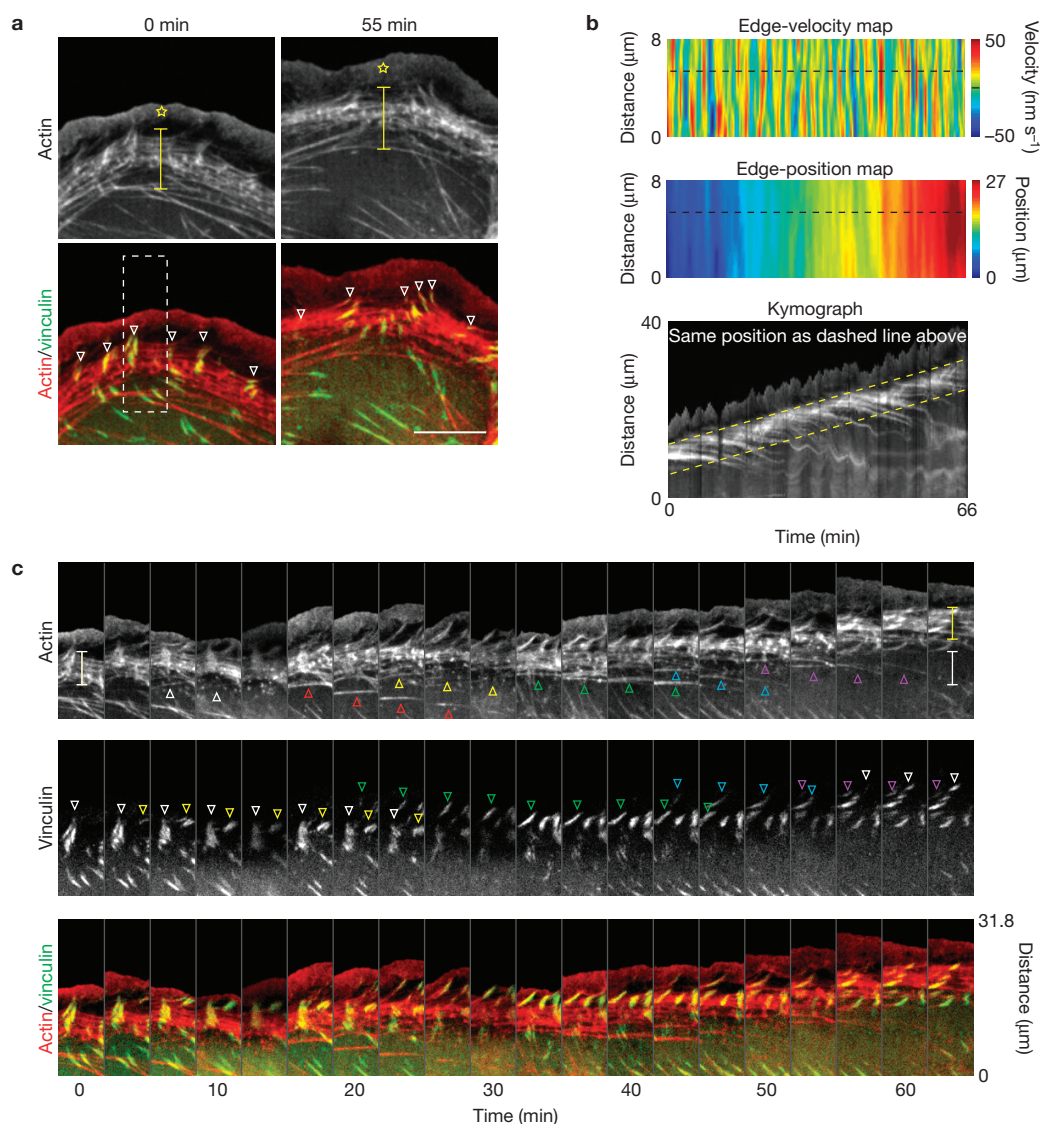 a
0 min
55 min
Actin
Actin/vinculin
b
Edge-velocity map
8
Distance (μm)
0
50
Velocity (nm s⁻¹)
–50
Edge-position map
8
Distance (μm)
0
27
Position (μm)
0
Kymograph
40
Same position as dashed line above
Distance (μm)
0
0
66
Time (min)
c
Actin
Vinculin
Actin/vinculin
31.8
Distance (μm)
0
0
10
20
30
40
50
60
Time (min)